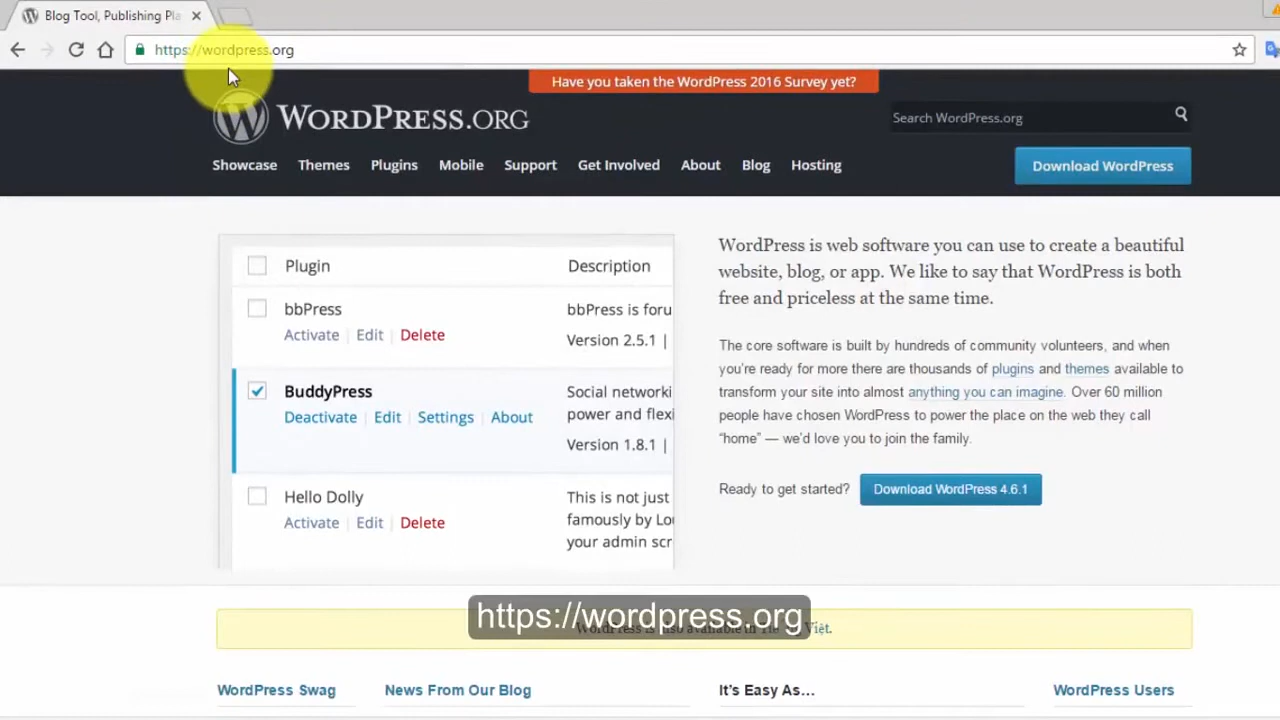 Blog Tool, Publishing Pla
https://wordpress.org
Have you taken the WordPress 2016 Survey yet?
WORDPRESS.ORG
Search WordPress.org
Showcase Themes Plugins Mobile Support Get Involved About Blog Hosting
Download WordPress
Plugin Description
bbPress bbPress is foru
Activate | Edit | Delete Version 2.5.1 |
BuddyPress Social networki
Deactivate | Edit | Settings | About power and flexi
Version 1.8.1 |
Hello Dolly This is not just
Activate | Edit | Delete famously by Lou
your admin scr
WordPress is web software you can use to create a beautiful
website, blog, or app. We like to say that WordPress is both
free and priceless at the same time.
The core software is built by hundreds of community volunteers, and when
you're ready for more there are thousands of plugins and themes available to
transform your site into almost anything you can imagine. Over 60 million
people have chosen WordPress to power the place on the web they call
“home” — we'd love you to join the family.
Ready to get started? Download WordPress 4.6.1
https://wordpress.org
WordPress is also available in Việt.
WordPress Swag News From Our Blog It's Easy As… WordPress Users